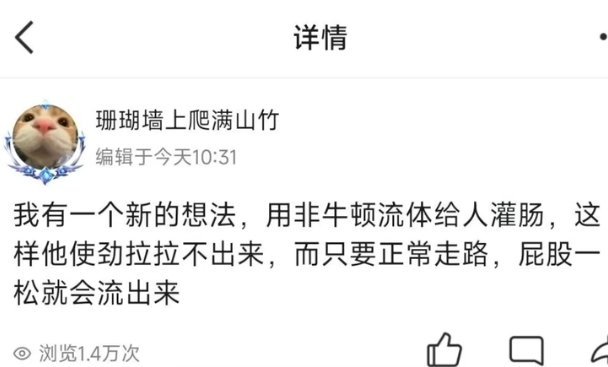 详情
珊瑚墙上爬满山竹
编辑于今天10:31
我有一个新的想法，用非牛顿流体给人灌肠，这
样他使劲拉拉不出来，而只要正常走路，屁股一
松就会流出来
浏览1.4万次